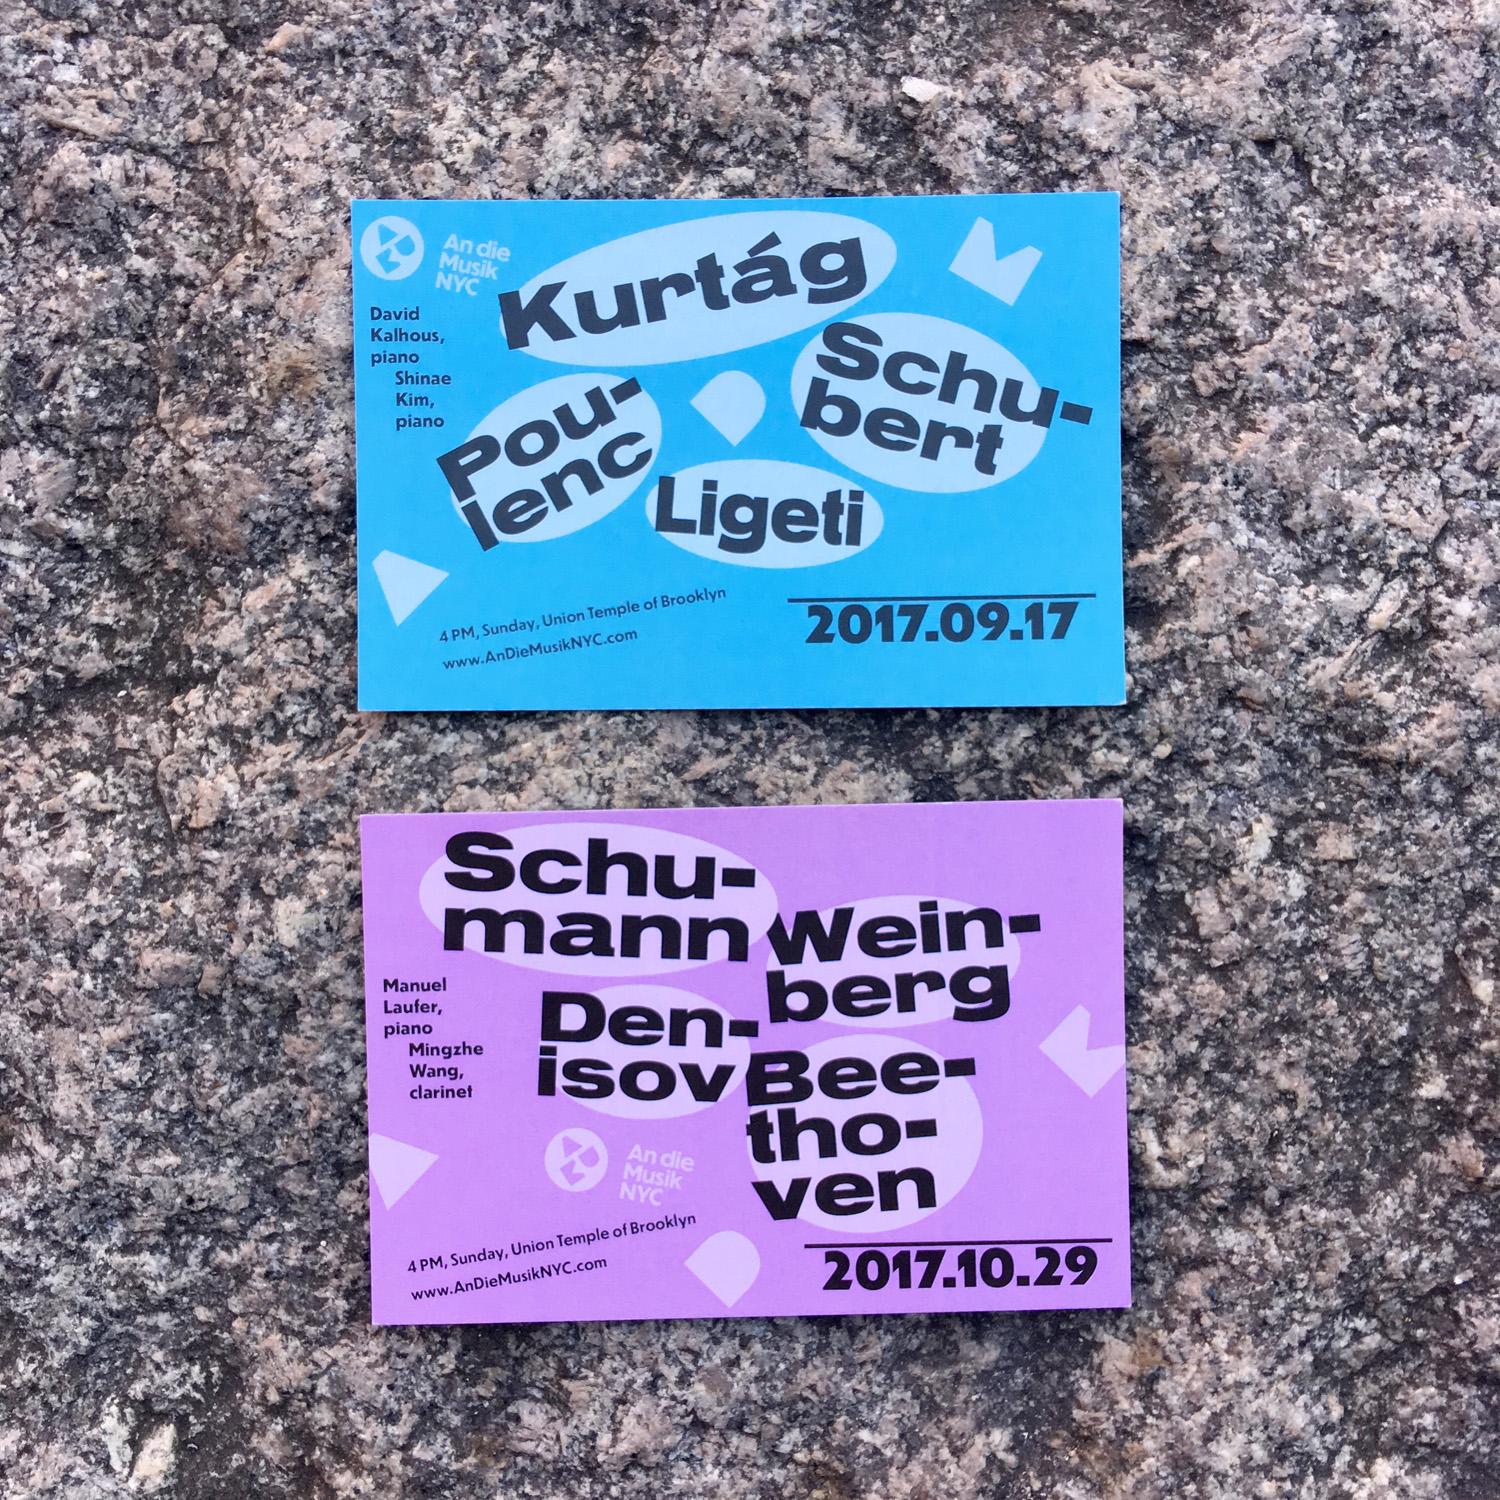 An die
Musik
NYC
Kurtág
David
Kalhous,
piano
Shinae
Kim,
piano
Schu-
bert
Pou-
lenc
Ligeti
4 PM, Sunday, Union Temple of Brooklyn
www.AnDieMusikNYC.com
2017.09.17
Schu-
mann
Wein-
berg
Manuel
Laufer,
piano
Mingzhe
Wang,
clarinet
Den-
isov
Bee-
tho-
ven
An die
Musik
NYC
4 PM, Sunday, Union Temple of Brooklyn
www.AnDieMusikNYC.com
2017.10.29